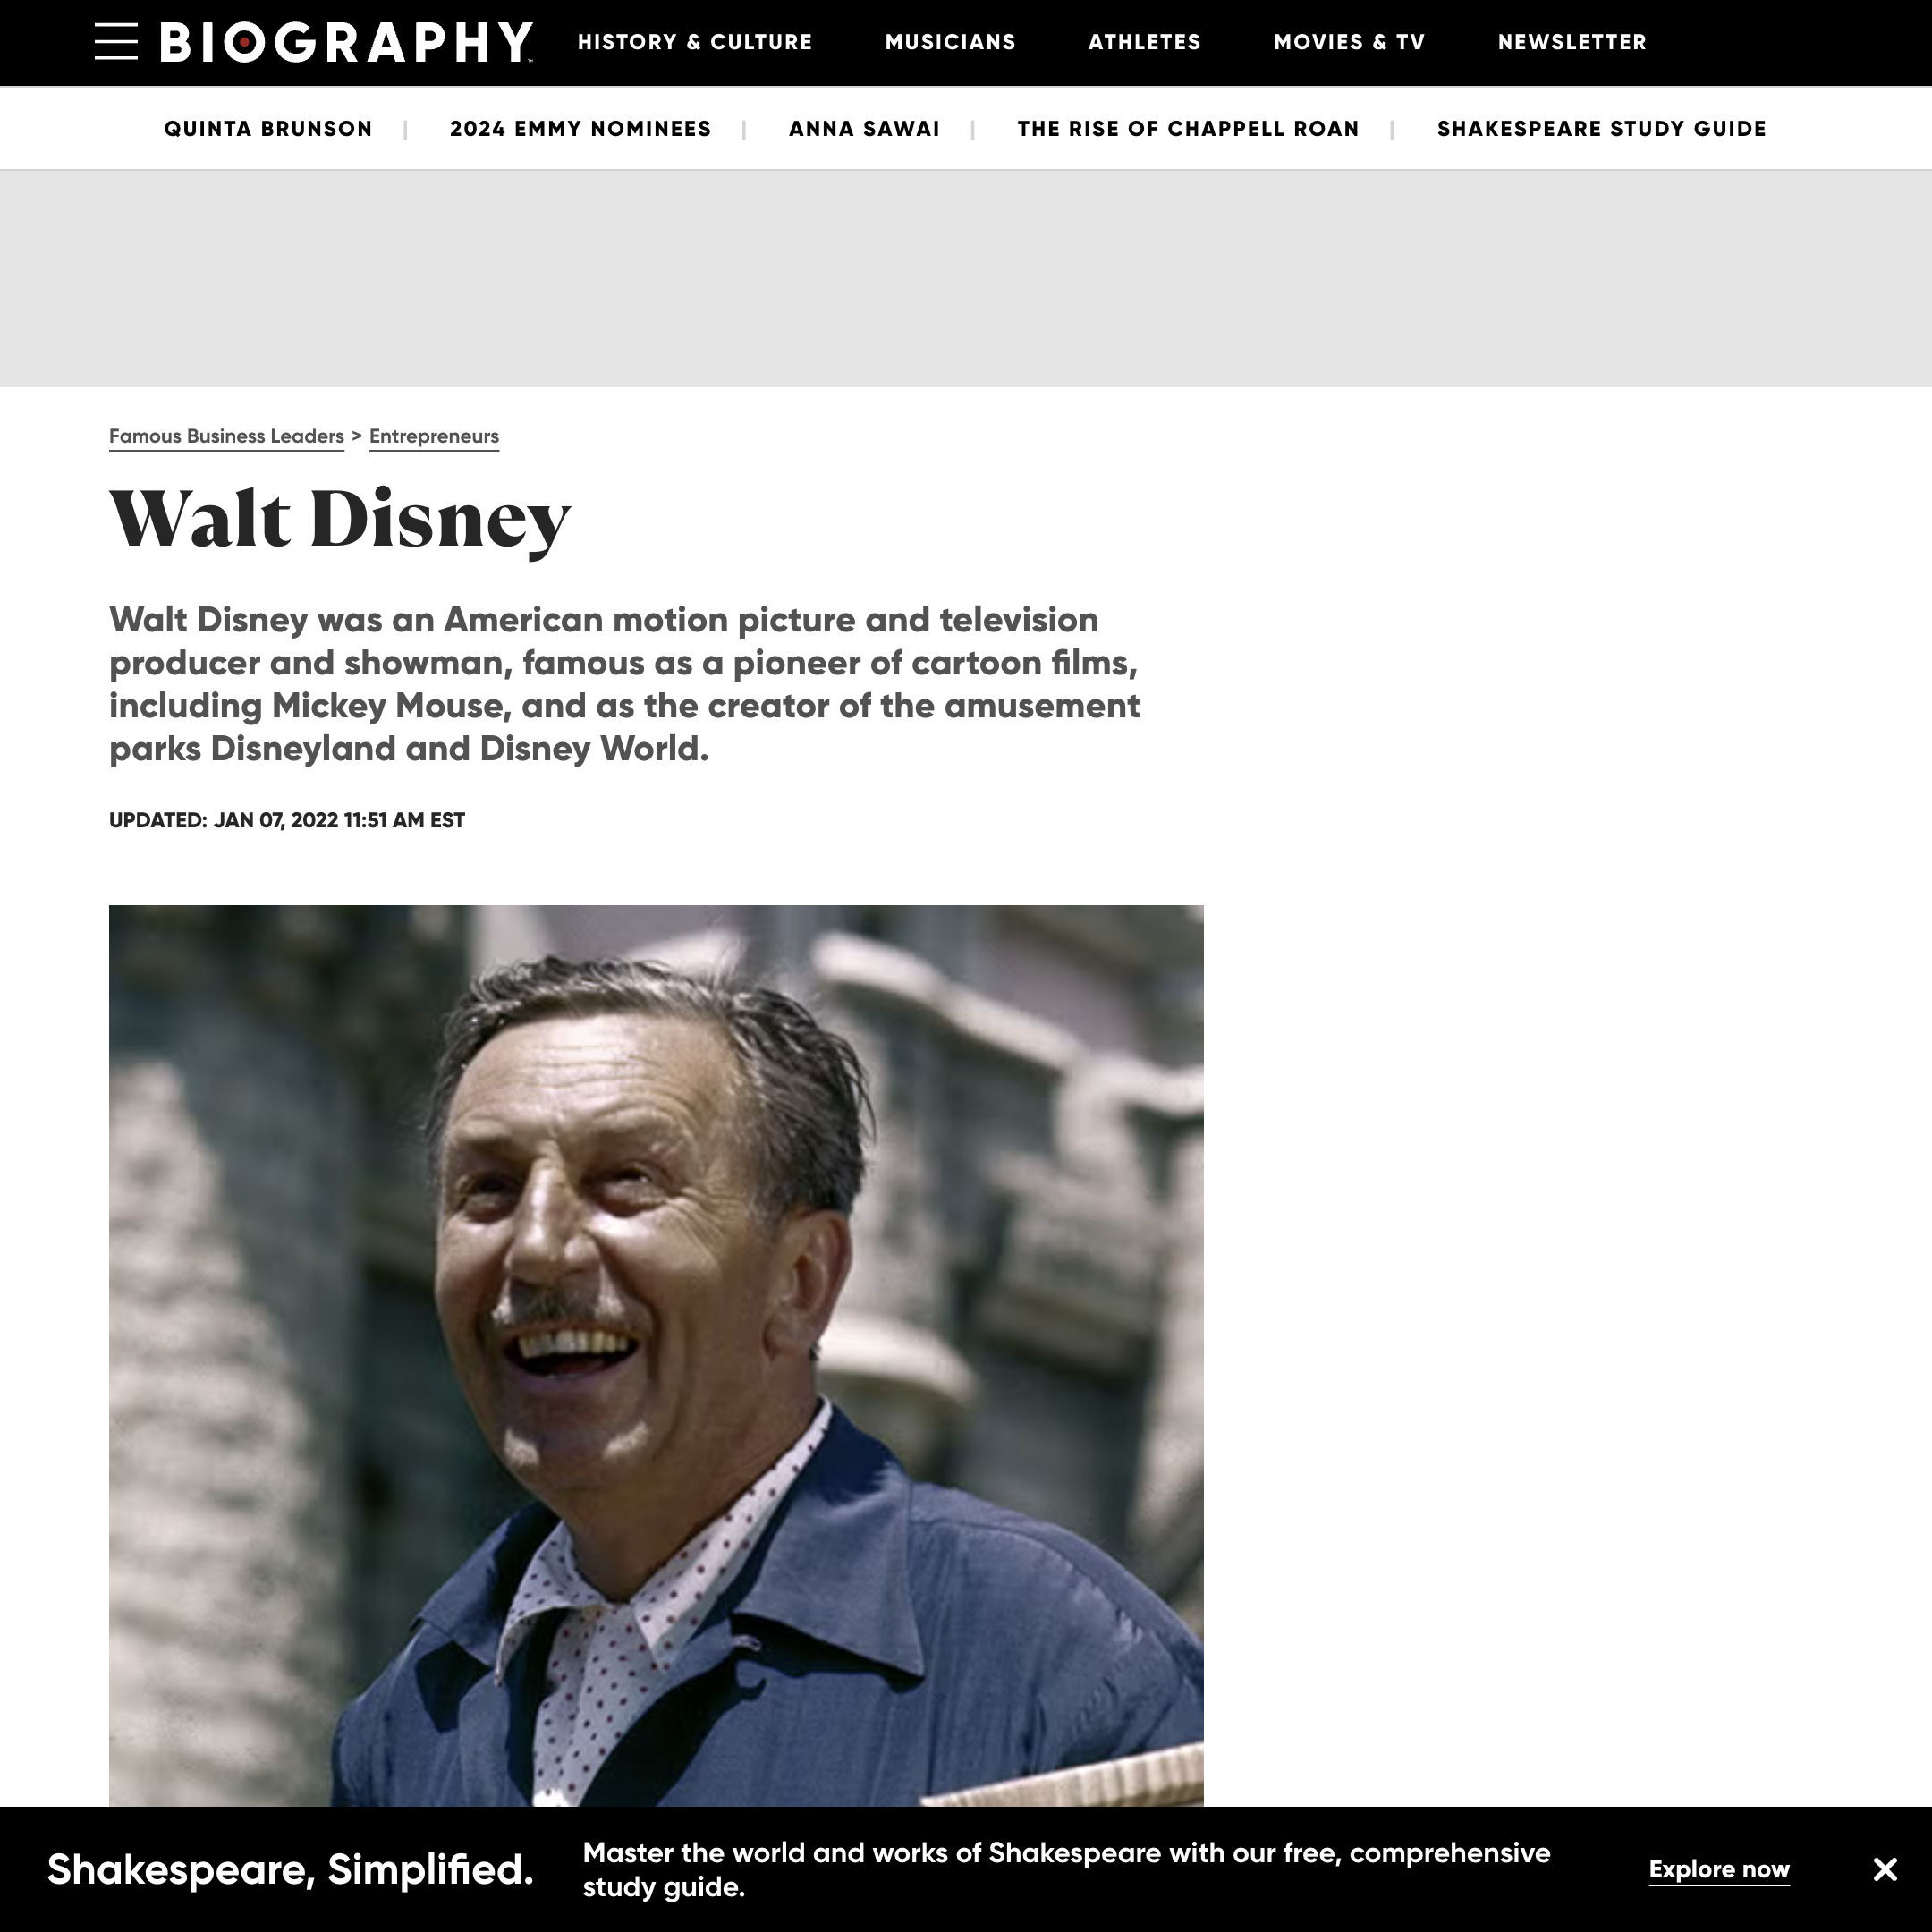 BIOGRAPHY
HISTORY & CULTURE
MUSICIANS
ATHLETES
MOVIES & TV
NEWSLETTER
QUINTA BRUNSON
2024 EMMY NOMINEES
ANNA SAWAI
THE RISE OF CHAPPELL ROAN
SHAKESPEARE STUDY GUIDE
Famous Business Leaders > Entrepreneurs
Walt Disney
Walt Disney was an American motion picture and television
producer and showman, famous as a pioneer of cartoon films,
including Mickey Mouse, and as the creator of the amusement
parks Disneyland and Disney World.
UPDATED: JAN 07, 2022 11:51 AM EST
Shakespeare, Simplified.
Master the world and works of Shakespeare with our free, comprehensive
study guide.
Explore now